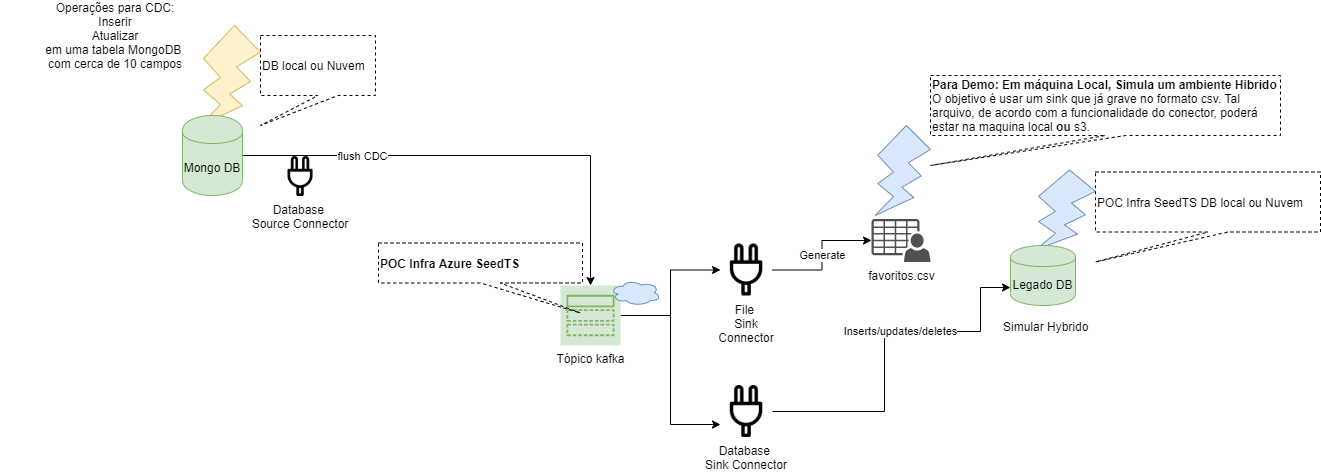 Operações para CDC:
Inserir
Atualizar
em uma tabela MongoDB
com cerca de 10 campos
DB local ou Nuvem
Mongo DB
flush CDC
Database
Source Connector
POC Infra Azure SeedTS
Tópico kafka
File
Sink
Connector
Generate
favoritos.csv
Para Demo: Em máquina Local, Simula um ambiente Hibrido
O objetivo é usar um sink que já grave no formato csv. Tal
arquivo, de acordo com a funcionalidade do conector, poderá
estar na maquina local ou s3.
POC Infra SeedTS DB local ou Nuvem
Legado DB
Simular Hybrido
Inserts/updates/deletes
Database
Sink Connector